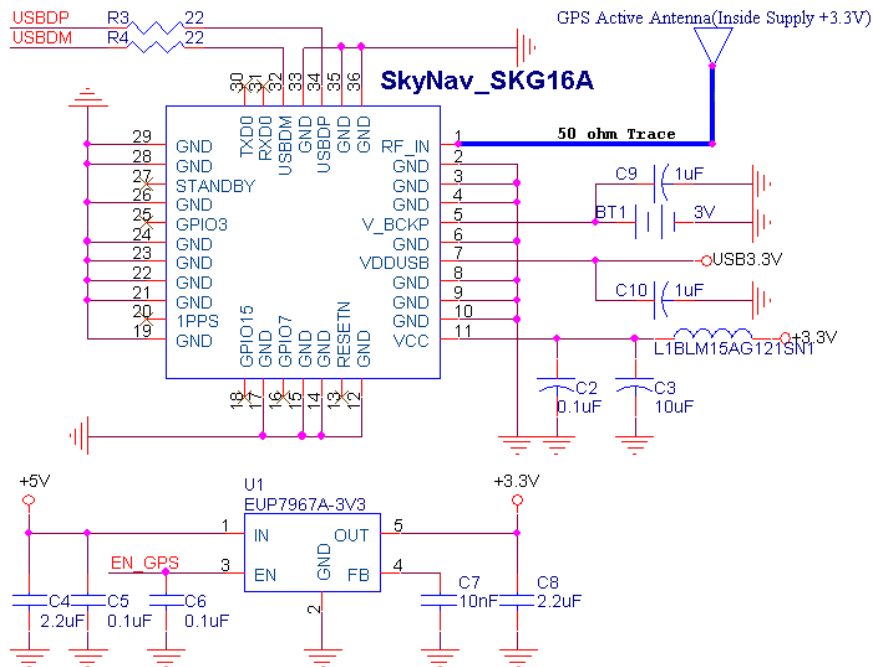 USBDP R3 22
USBDM R4 22
GPS Active Antenna(Inside Supply +3.3V)
SkyNav_SKG16A
30 31 32 33 34 35 36
TXD0 RXD0 USBDM GND USBDP GND GND
50 ohm Trace
29 GND
28 GND
27 STANDBY
26 GND
25 GPIO3
24 GND
23 GND
22 GND
21 GND
20 1PPS
19 GND
RF_IN 1
GND 2
GND 3
GND 4
V_BCKP 5
GND 6
VDDUSB 7
GND 8
GND 9
GND 10
VCC 11
GPIO15 GND GPIO7 GND GND RESETN GND
18 17 16 15 14 13 12
C9 1uF
BT1 3V
USB3.3V
C10 1uF
+3.3V
L1BLM15AG121SN1
C2 0.1uF
C3 10uF
+5V
U1
EUP7967A-3V3
+3.3V
1 IN OUT 5
EN_GPS 3 EN GND FB 4
2
C4 2.2uF
C5 0.1uF
C6 0.1uF
C7 10nF
C8 2.2uF